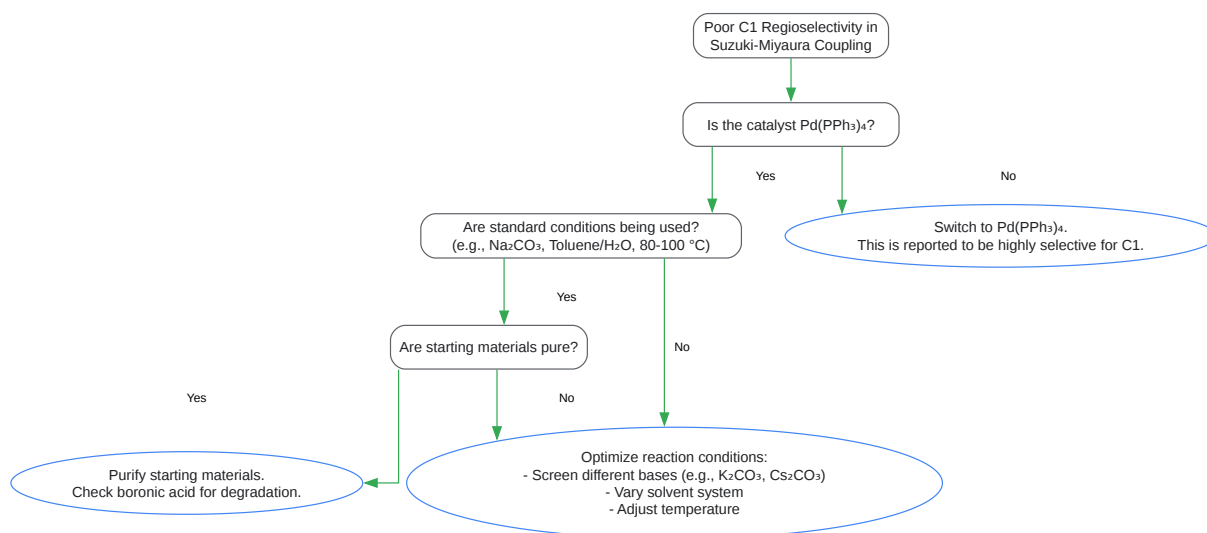 Poor C1 Regioselectivity in
Suzuki-Miyaura Coupling
Is the catalyst Pd(PPh₃)₄?
Yes
No
Are standard conditions being used?
(e.g., Na₂CO₃, Toluene/H₂O, 80-100 °C)
Switch to Pd(PPh₃)₄.
This is reported to be highly selective for C1.
Yes
Are starting materials pure?
No
Yes
No
Purify starting materials.
Check boronic acid for degradation.
Optimize reaction conditions:
- Screen different bases (e.g., K₂CO₃, Cs₂CO₃)
- Vary solvent system
- Adjust temperature